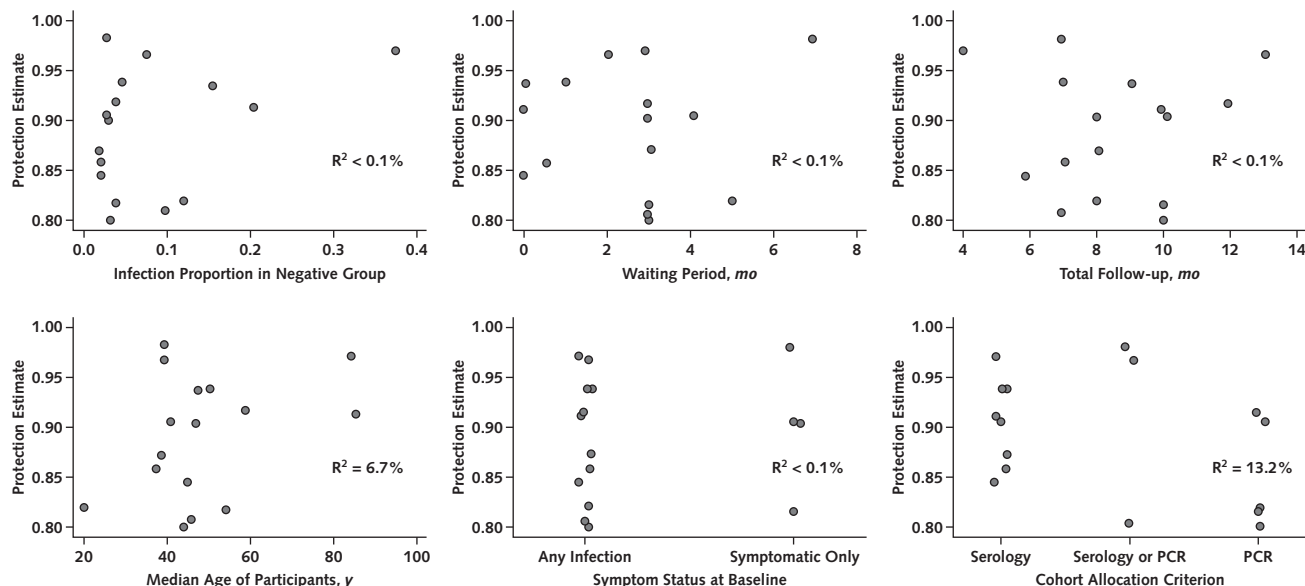 1.00
0.95
0.90
0.85
0.80
Protection Estimate
R² < 0.1%
0.0 0.1 0.2 0.3 0.4
Infection Proportion in Negative Group
1.00
0.95
0.90
0.85
0.80
Protection Estimate
R² < 0.1%
0 2 4 6 8
Waiting Period, mo
1.00
0.95
0.90
0.85
0.80
Protection Estimate
R² < 0.1%
4 6 8 10 12 14
Total Follow-up, mo
1.00
0.95
0.90
0.85
0.80
Protection Estimate
R² = 6.7%
20 40 60 80 100
Median Age of Participants, y
1.00
0.95
0.90
0.85
0.80
Protection Estimate
R² < 0.1%
Any Infection Symptomatic Only
Symptom Status at Baseline
1.00
0.95
0.90
0.85
0.80
Protection Estimate
R² = 13.2%
Serology Serology or PCR PCR
Cohort Allocation Criterion